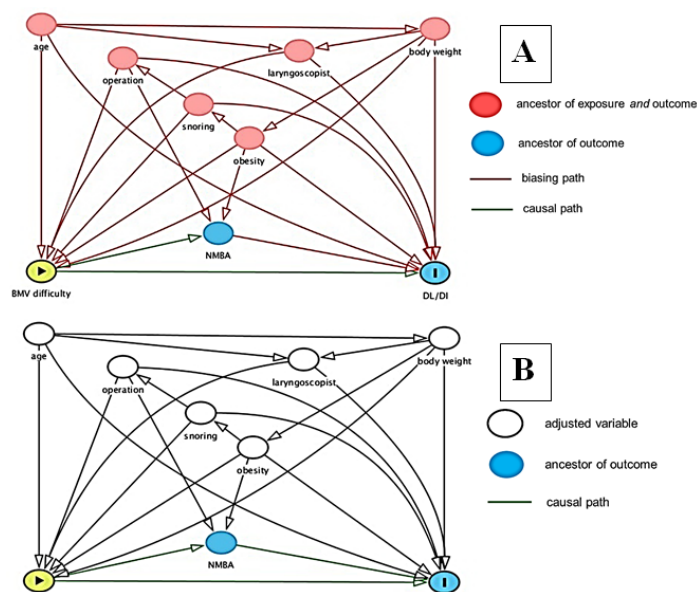 age
body weight
laryngoscopist
operation
snoring
obesity
NMBA
BMV difficulty
DL/DI
A
ancestor of exposure and outcome
ancestor of outcome
biasing path
causal path
age
body weight
laryngoscopist
operation
snoring
obesity
NMBA
B
adjusted variable
ancestor of outcome
causal path